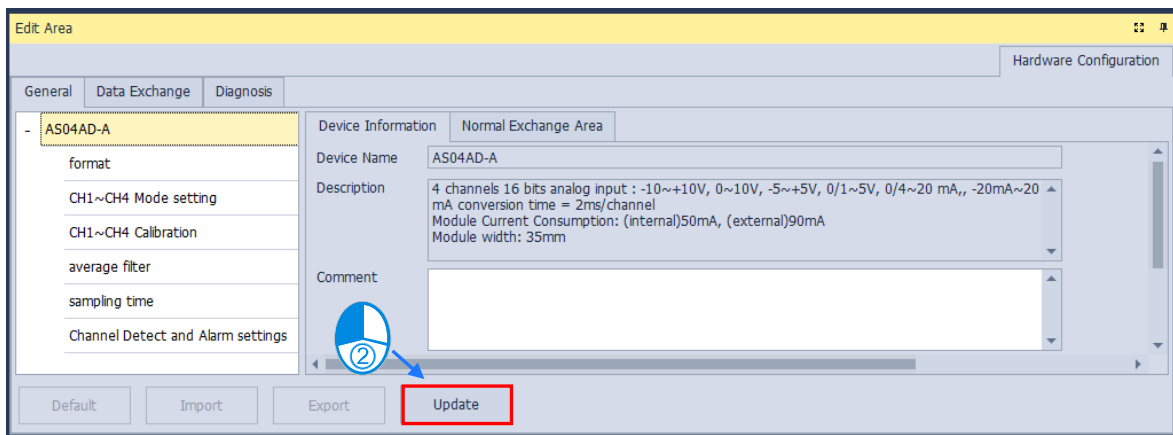 Edit Area
Hardware Configuration
General Data Exchange Diagnosis
- AS04AD-A
format
CH1~CH4 Mode setting
CH1~CH4 Calibration
average filter
sampling time
Channel Detect and Alarm settings
Device Information Normal Exchange Area
Device Name AS04AD-A
Description 4 channels 16 bits analog input : -10~+10V, 0~10V, -5~+5V, 0/1~5V, 0/4~20 mA,, -20mA~20
mA conversion time = 2ms/channel
Module Current Consumption: (internal)50mA, (external)90mA
Module width: 35mm
Comment
②
Default Import Export Update